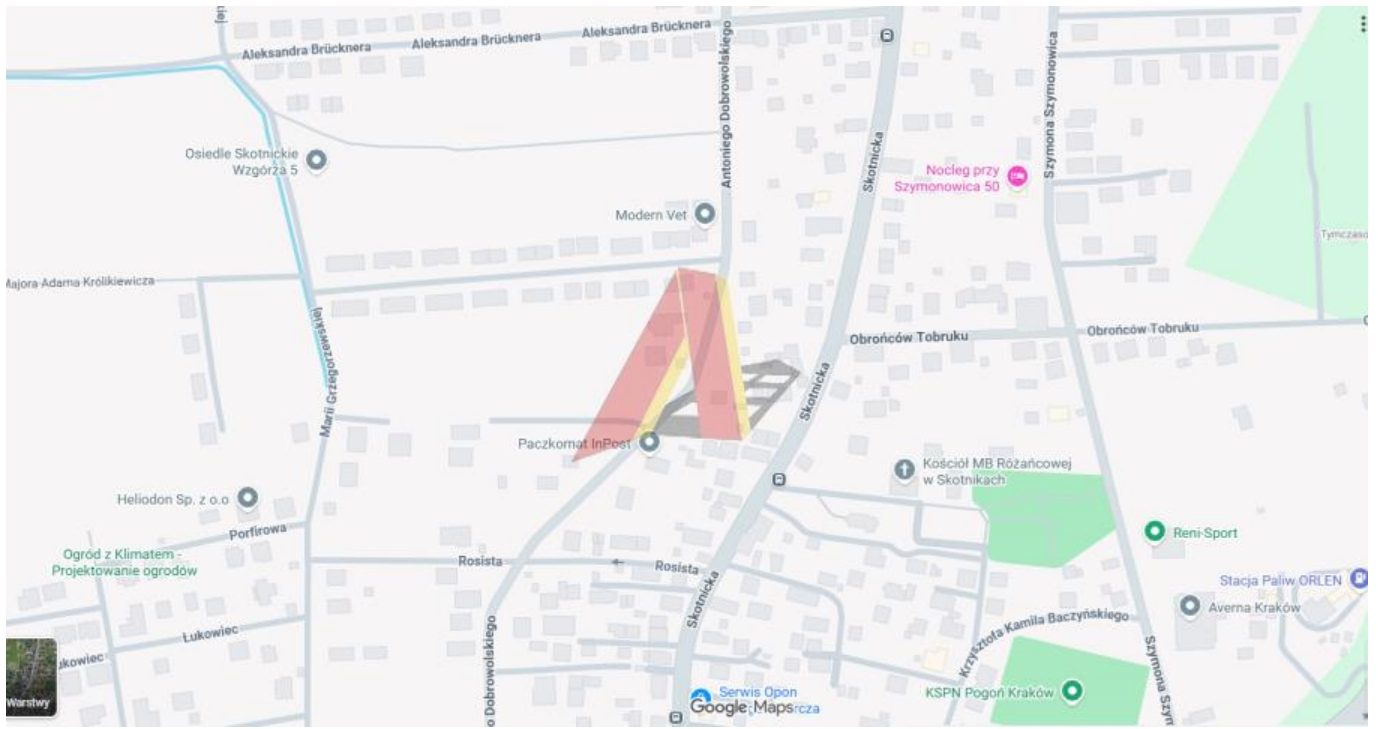 Aleksandra Brücknera
Aleksandra Brücknera
Aleksandra Brücknera
Antoniego Dobrowolskiego
Skotnicka
Szymona Szymonowica
Osiedle Skotnickie
Wzgórza 5
Nocleg przy
Szymonowica 50
Modern Vet
Tymczaso
Majora Adama Królikiewicza
Marii Grzegorzewskiej
Obrońców Tobruku
Obrońców Tobruku
Skotnicka
Paczkomat InPost
Kościół MB Różańcowej
w Skotnikach
Heliodon Sp. z o.o
Porfirowa
Reni-Sport
Ogród z Klimatem -
Projektowanie ogrodów
Rosista
Rosista
Skotnicka
Stacja Paliw ORLEN
Averna Kraków
Łukowiec
ukowiec
Krzysztofa Kamila Baczyńskiego
Szymona Szym
o Dobrowolskiego
KSPN Pogoń Kraków
Warstwy
Serwis Opon
Google Maps
rcza